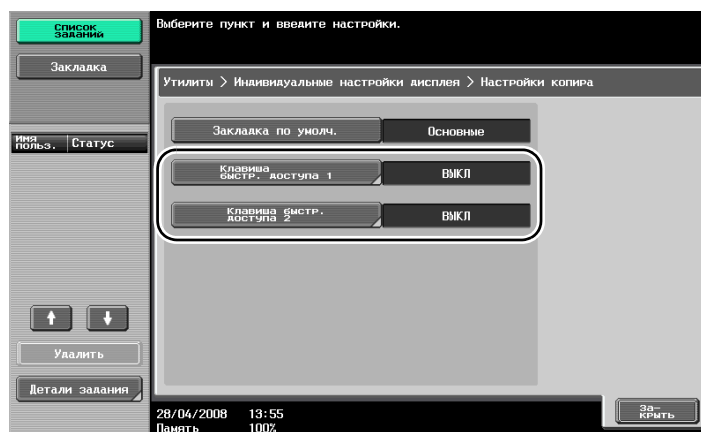 Список
заданий
Закладка
Имя
польз.
Статус
Удалить
Детали задания
Выберите пункт и введите настройки.
Утилиты > Индивидуальные настройки дисплея > Настройки копира
Закладка по умолч.
Основные
Клавиша
быстр. доступа 1
ВЫКЛ
Клавиша быстр.
доступа 2
ВЫКЛ
28/04/2008 13:55
Память 100%
За-
крыть